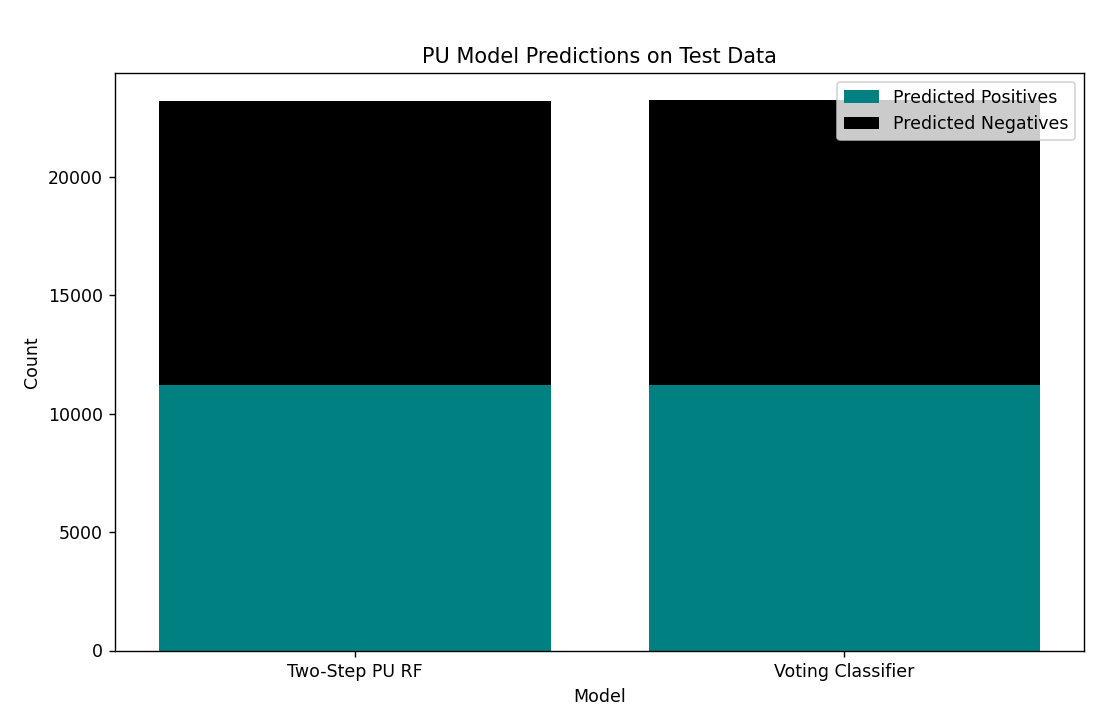 PU Model Predictions on Test Data
Predicted Positives
Predicted Negatives
20000
15000
10000
5000
0
Count
Two-Step PU RF
Voting Classifier
Model